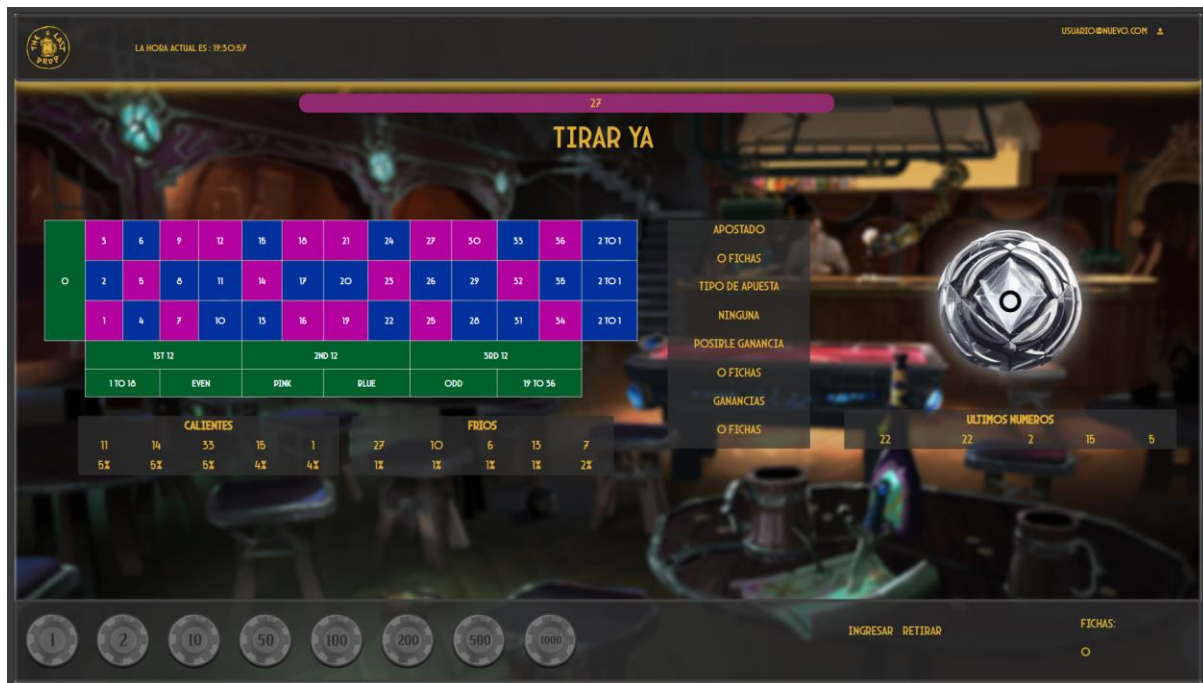 THE LAST DROP
LA HORA ACTUAL ES : 19:30:57
USUARIO@NUEVO.COM
27
TIRAR YA
3 6 9 12 15 18 21 24 27 30 33 36 2 TO 1
0 2 5 8 11 14 17 20 23 26 29 32 35 2 TO 1
1 4 7 10 13 16 19 22 25 28 31 34 2 TO 1
1ST 12 2ND 12 3RD 12
1 TO 18 EVEN PINK BLUE ODD 19 TO 36
APOSTADO
0 FICHAS
TIPO DE APUESTA
NINGUNA
POSIBLE GANANCIA
0 FICHAS
GANANCIAS
0 FICHAS
0
CALIENTES
11 14 33 15 1
5% 5% 5% 4% 4%
FRIOS
27 10 6 13 7
1% 1% 1% 1% 2%
ULTIMOS NUMEROS
22 22 2 15 5
1 2 10 50 100 200 500 1000
INGRESAR RETIRAR
FICHAS:
0